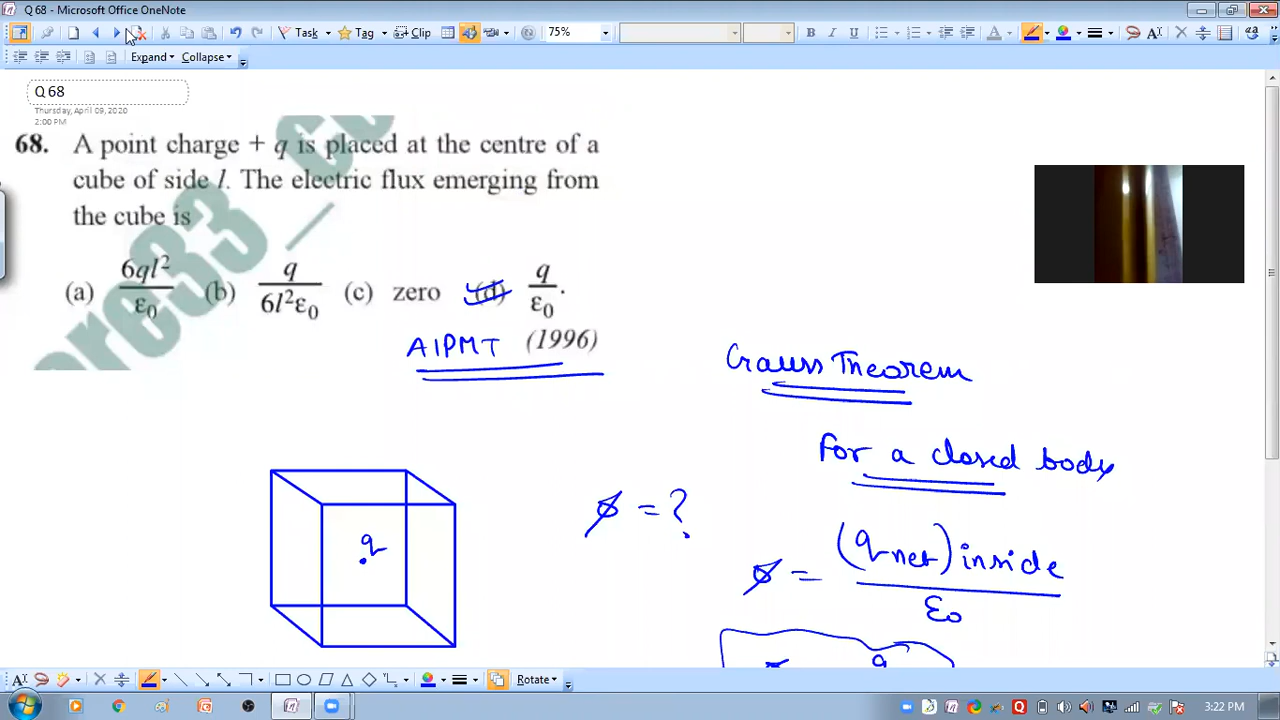 Q 68 - Microsoft Office OneNote
Task Tag Clip 75% B I U
Expand Collapse
Q 68
Thursday, April 09, 2020
2:00 PM
68. A point charge + q is placed at the centre of a
cube of side l. The electric flux emerging from
the cube is
(a) 6ql²/ε₀ (b) q/6l²ε₀ (c) zero (d) q/ε₀.
AIPMT (1996)
Gauss Theorem
For a closed body
q
ϕ = ?
ϕ = (q net) inside / ε₀
q
Rotate
3:22 PM